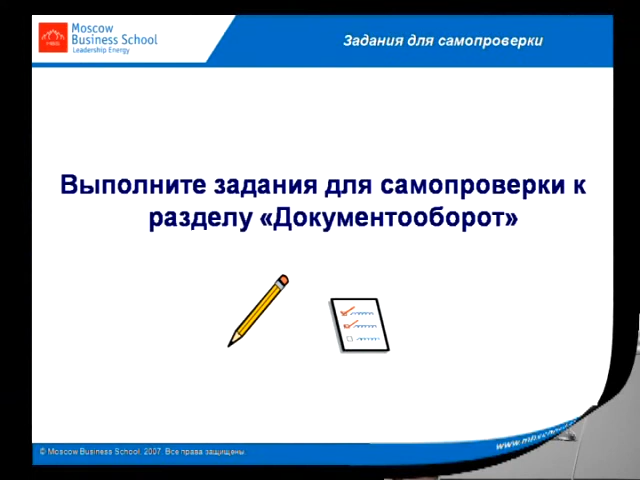 Moscow
Business School
Leadership Energy
Задания для самопроверки
Выполните задания для самопроверки к
разделу «Документооборот»
© Moscow Business School, 2007. Все права защищены.